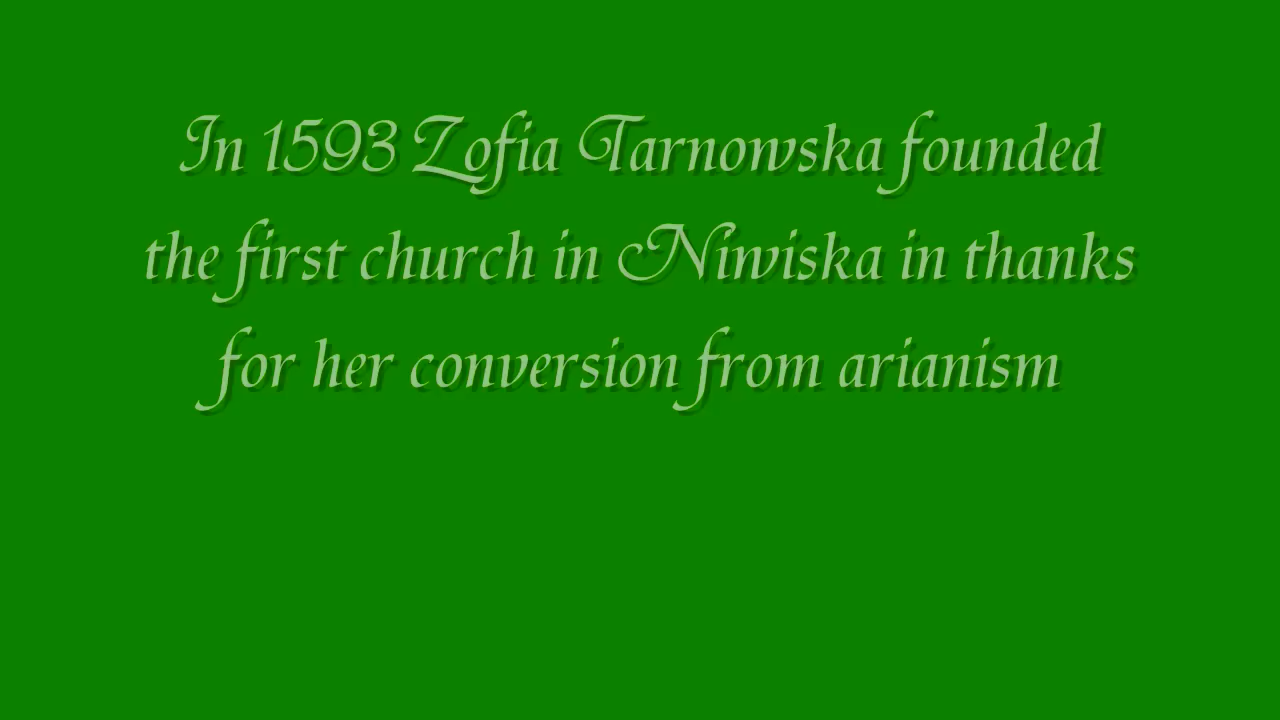 In 1593 Zofia Tarnowska founded
the first church in Niwiska in thanks
for her conversion from arianism